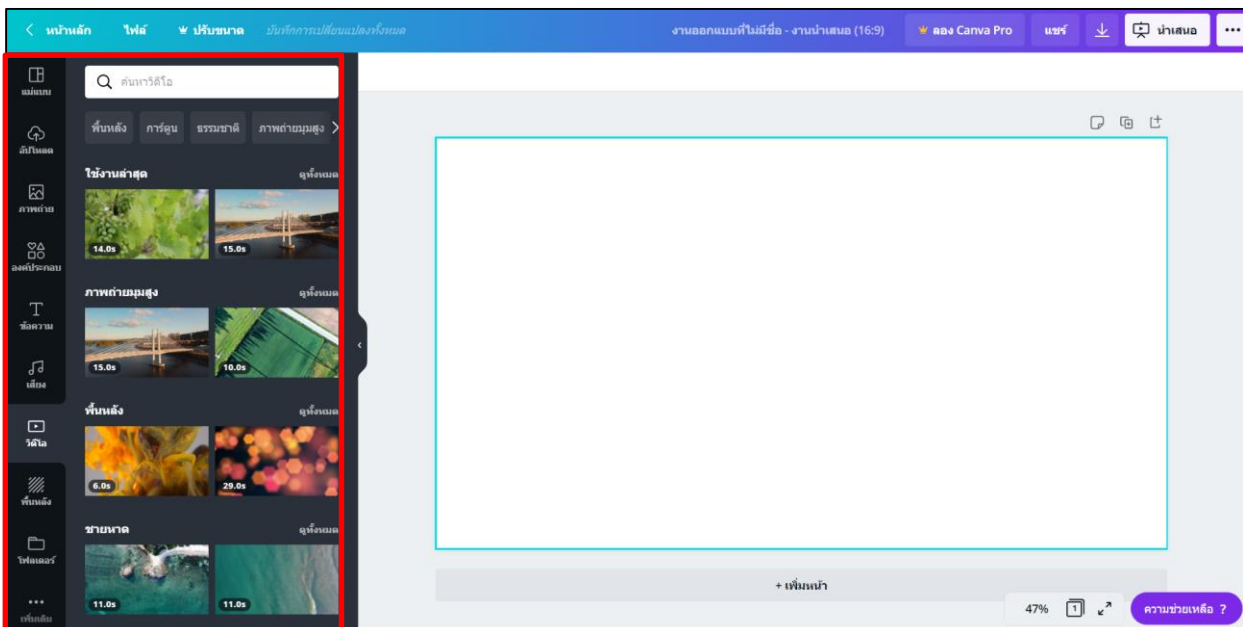 หน้าหลัก ไฟล์ ปรับขนาด บันทึกการเปลี่ยนแปลงทั้งหมด งานออกแบบที่ไม่มีชื่อ - งานนำเสนอ (16:9) ลอง Canva Pro แชร์ นำเสนอ
แม่แบบ
อัปโหลด
ภาพถ่าย
องค์ประกอบ
ข้อความ
เสียง
วิดีโอ
พื้นหลัง
โฟลเดอร์
เพิ่มเติม
ค้นหาวิดีโอ
พื้นหลัง การ์ตูน ธรรมชาติ ภาพถ่ายมุมสูง
ใช้งานล่าสุด ดูทั้งหมด
14.0s 15.0s
ภาพถ่ายมุมสูง ดูทั้งหมด
15.0s 10.0s
พื้นหลัง ดูทั้งหมด
6.0s 29.0s
ชายหาด ดูทั้งหมด
11.0s 11.0s
+ เพิ่มหน้า
47% 1 ความช่วยเหลือ ?